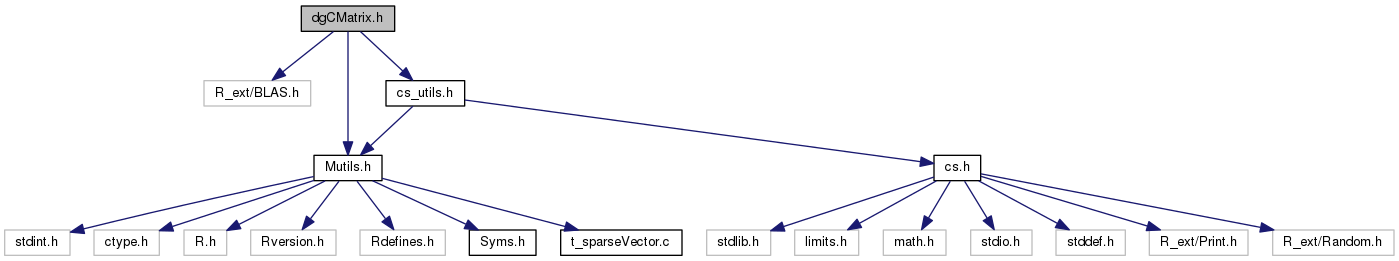 dgCMatrix.h
R_ext/BLAS.h
cs_utils.h
Mutils.h
cs.h
stdint.h
ctype.h
R.h
Rversion.h
Rdefines.h
Syms.h
t_sparseVector.c
stdlib.h
limits.h
math.h
stdio.h
stddef.h
R_ext/Print.h
R_ext/Random.h